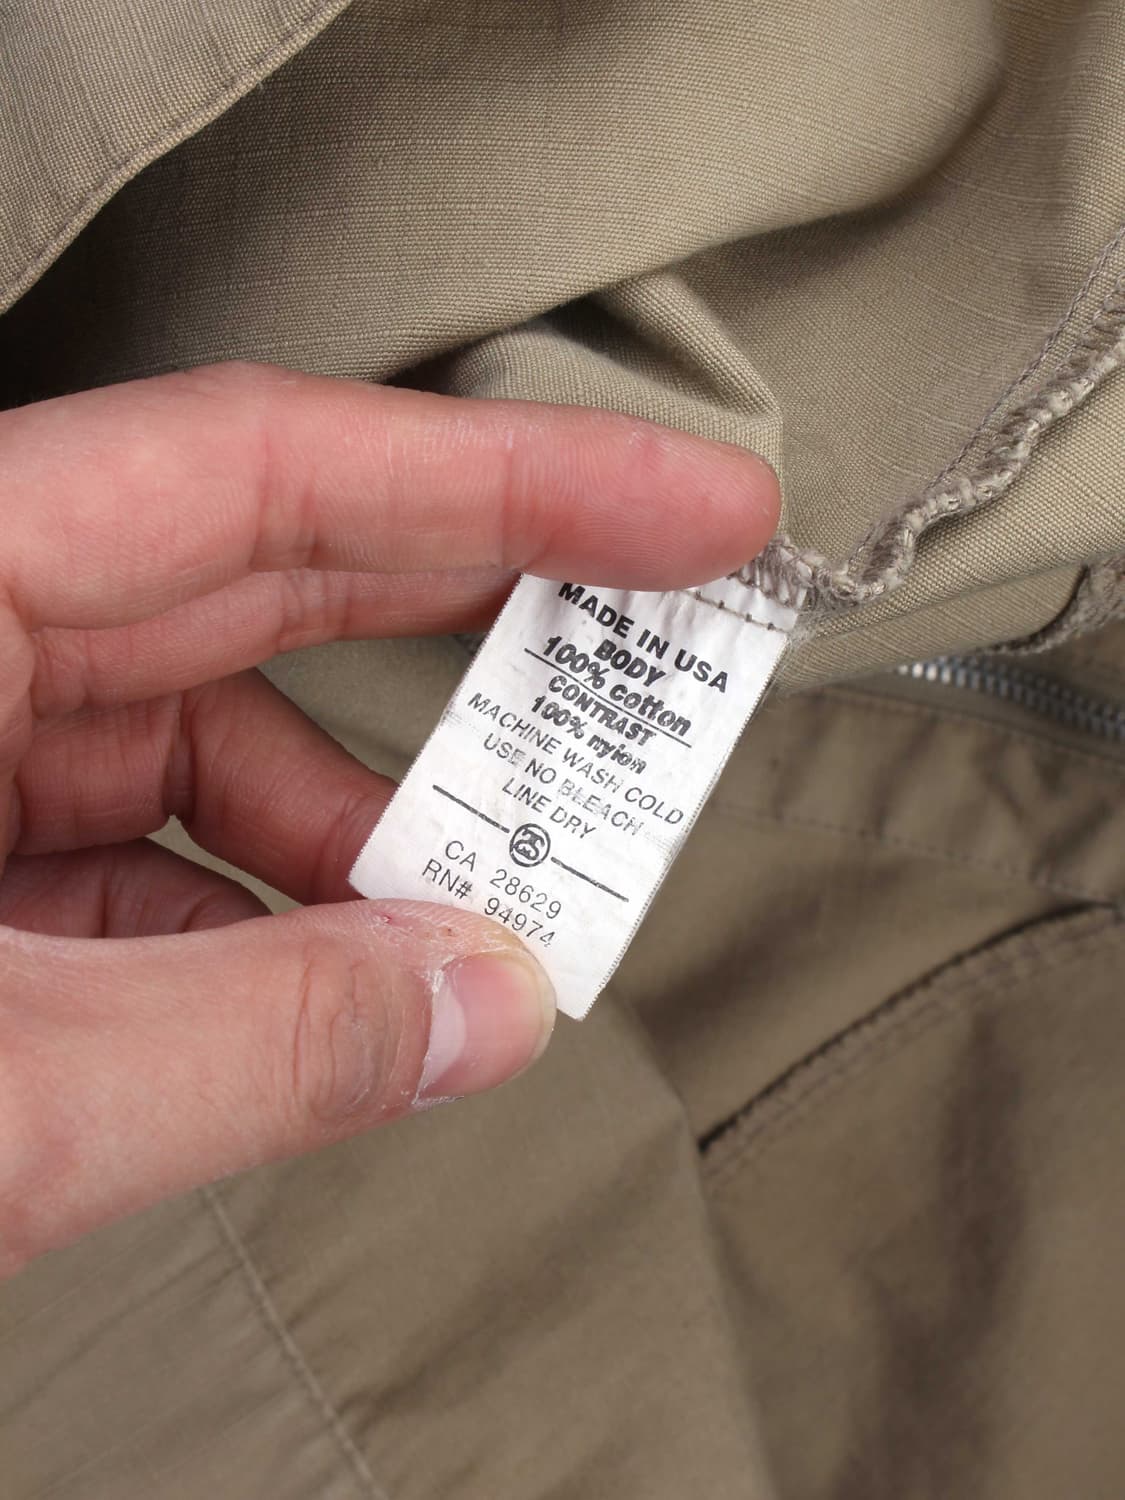 MADE IN USA
BODY
100% cotton
CONTRAST
100% nylon
MACHINE WASH COLD
USE NO BLEACH
LINE DRY
CA 28629
RN# 94974